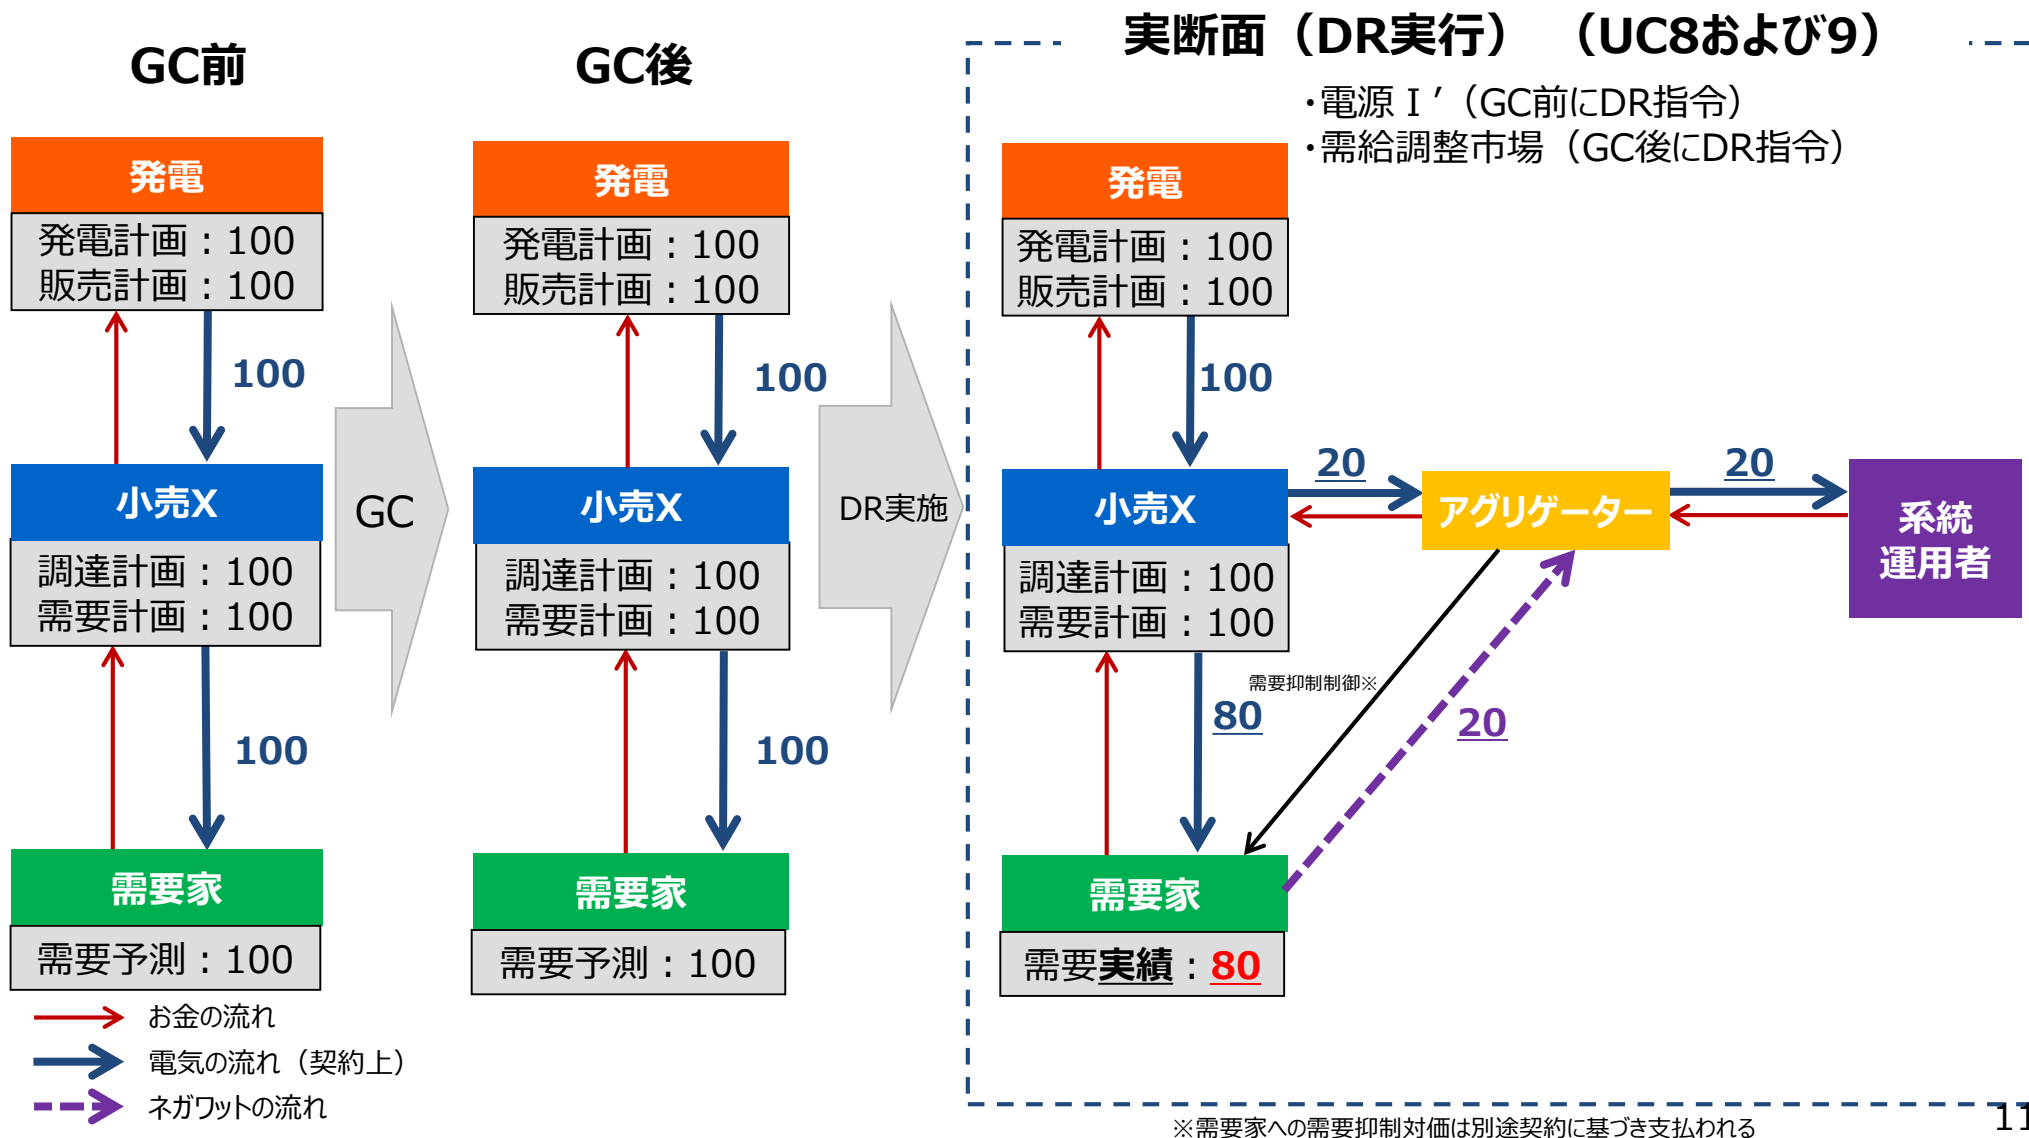 GC前
発電
発電計画：100
販売計画：100
100
小売X
調達計画：100
需要計画：100
100
需要家
需要予測：100
GC
GC後
発電
発電計画：100
販売計画：100
100
小売X
調達計画：100
需要計画：100
100
需要家
需要予測：100
DR実施
実断面（DR実行）（UC8および9）
・電源Ⅰ’（GC前にDR指令）
・需給調整市場（GC後にDR指令）
発電
発電計画：100
販売計画：100
100
小売X
調達計画：100
需要計画：100
20
アグリゲーター
20
系統
運用者
需要抑制制御※
80
20
需要家
需要実績：80
お金の流れ
電気の流れ（契約上）
ネガワットの流れ
※需要家への需要抑制対価は別途契約に基づき支払われる
11